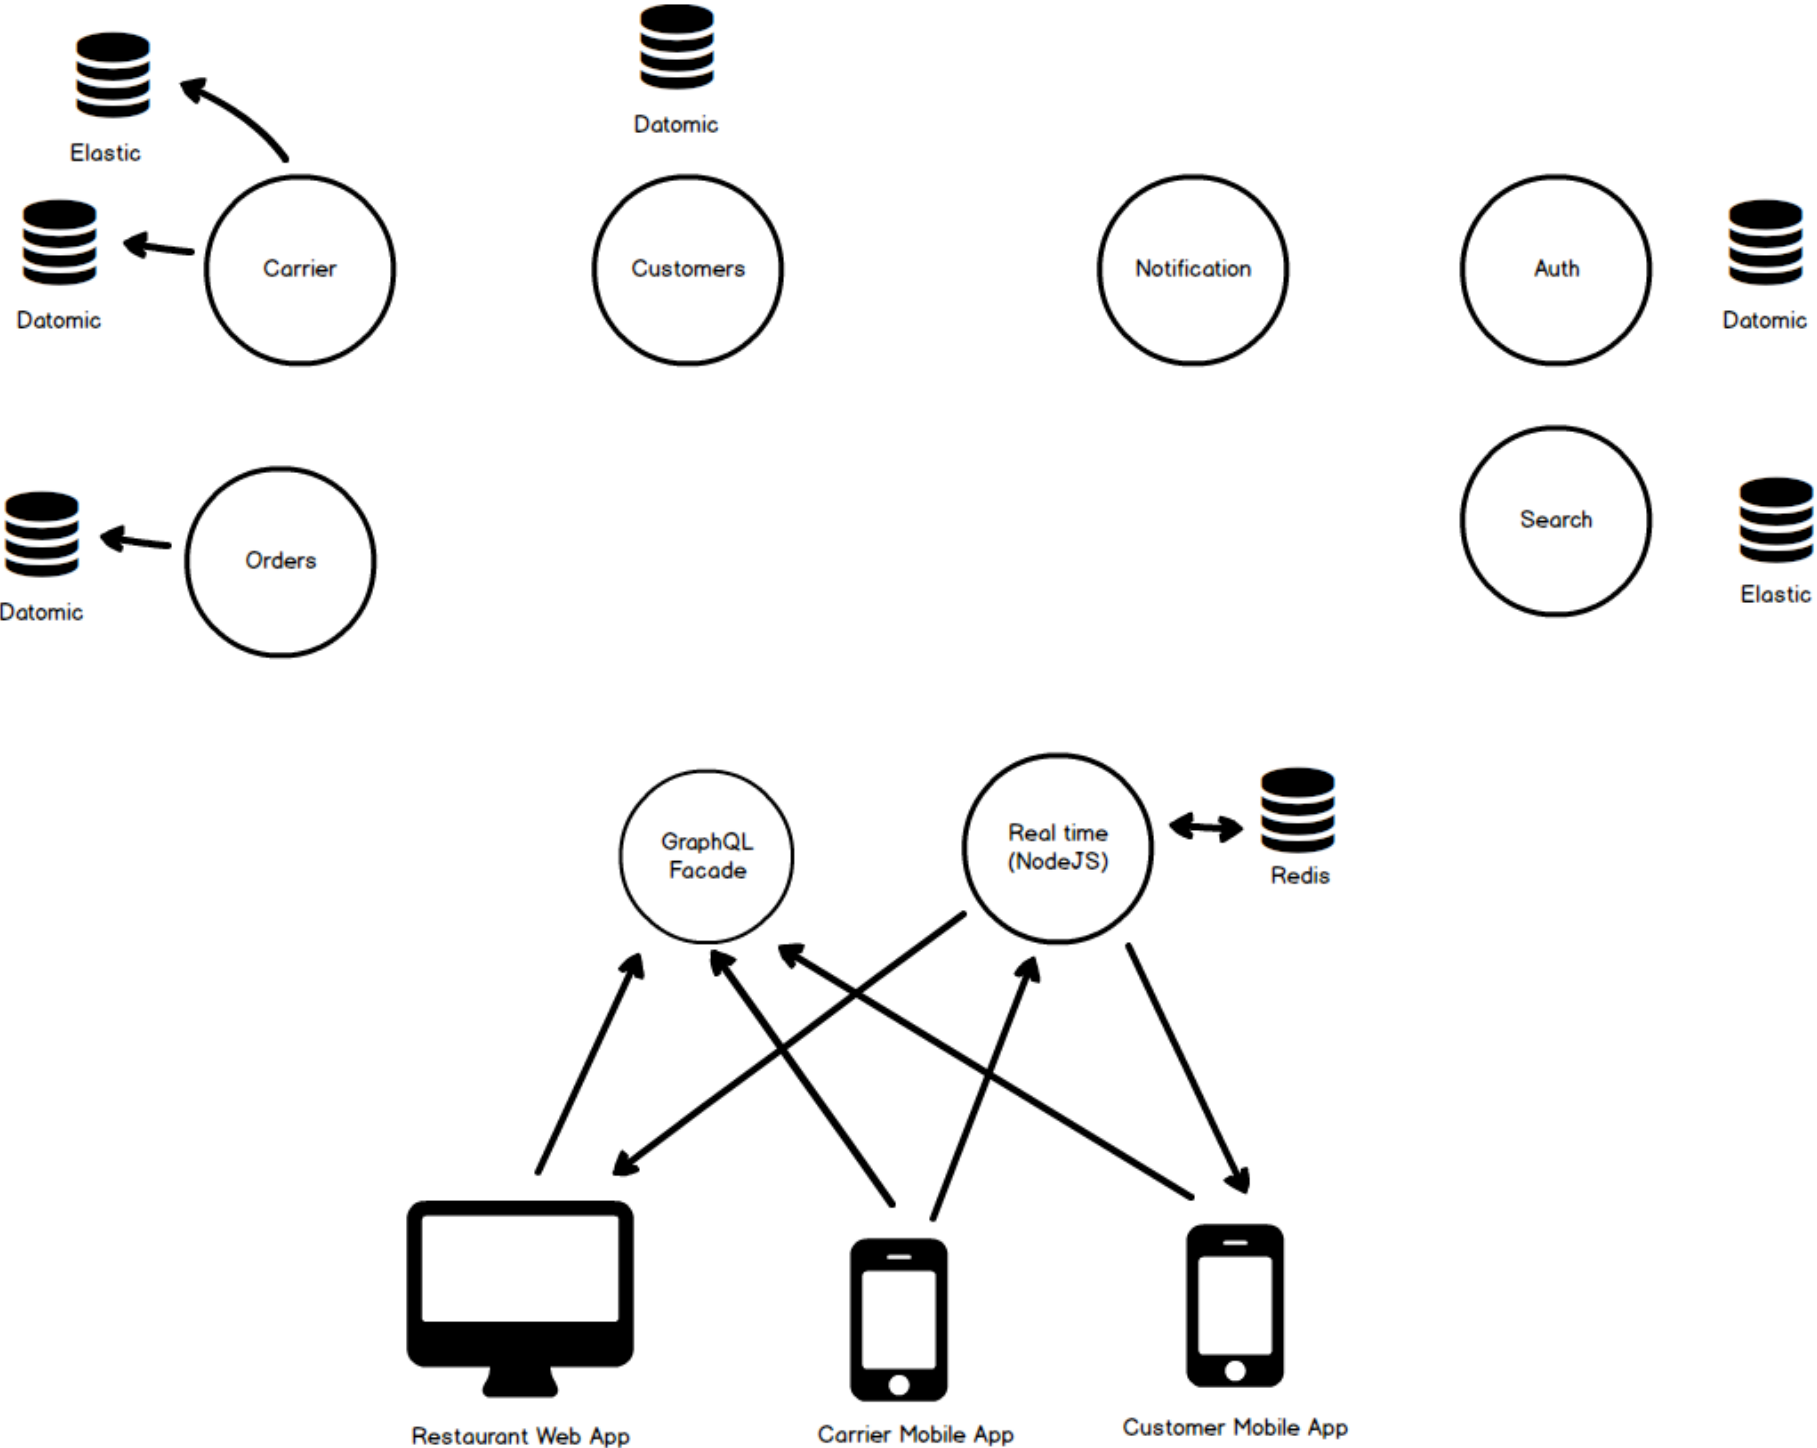 Datomic
Elastic
Carrier
Customers
Notification
Auth
Datomic
Datomic
Search
Orders
Elastic
Datomic
GraphQL
Facade
Real time
(NodeJS)
Redis
Restaurant Web App
Carrier Mobile App
Customer Mobile App